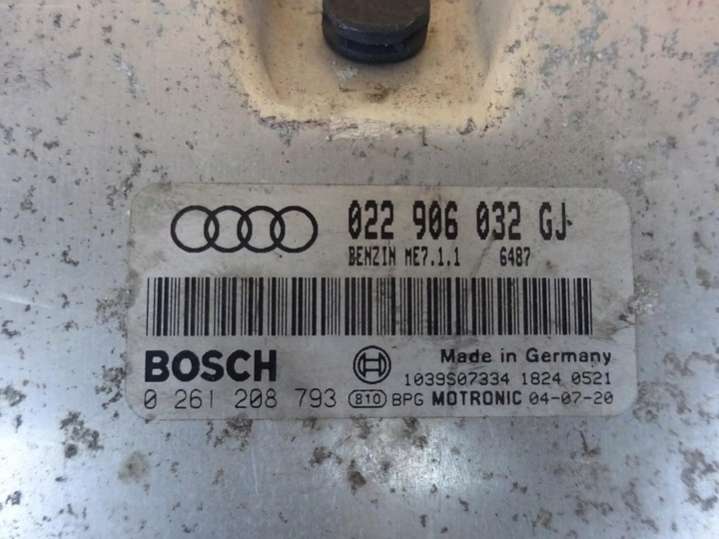 022 906 032 GJ
BENZIN ME7.1.1 6487
BOSCH
Made in Germany
1039S07334 1824 0521
0 261 208 793 810 BPG MOTRONIC 04-07-20